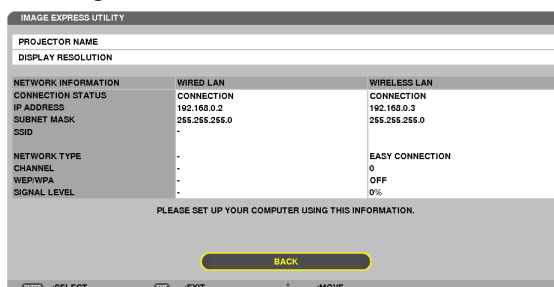 IMAGE EXPRESS UTILITY
PROJECTOR NAME
DISPLAY RESOLUTION
NETWORK INFORMATION WIRED LAN WIRELESS LAN
CONNECTION STATUS CONNECTION CONNECTION
IP ADDRESS 192.168.0.2 192.168.0.3
SUBNET MASK 255.255.255.0 255.255.255.0
SSID -
NETWORK TYPE - EASY CONNECTION
CHANNEL - 0
WEP/WPA - OFF
SIGNAL LEVEL - 0%
PLEASE SET UP YOUR COMPUTER USING THIS INFORMATION.
BACK
ENTER :SELECT EXIT :EXIT :MOVE